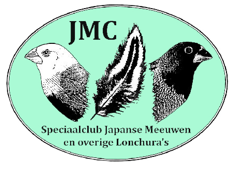 JMC
Speciaalclub Japanse Meeuwen
en overige Lonchura's